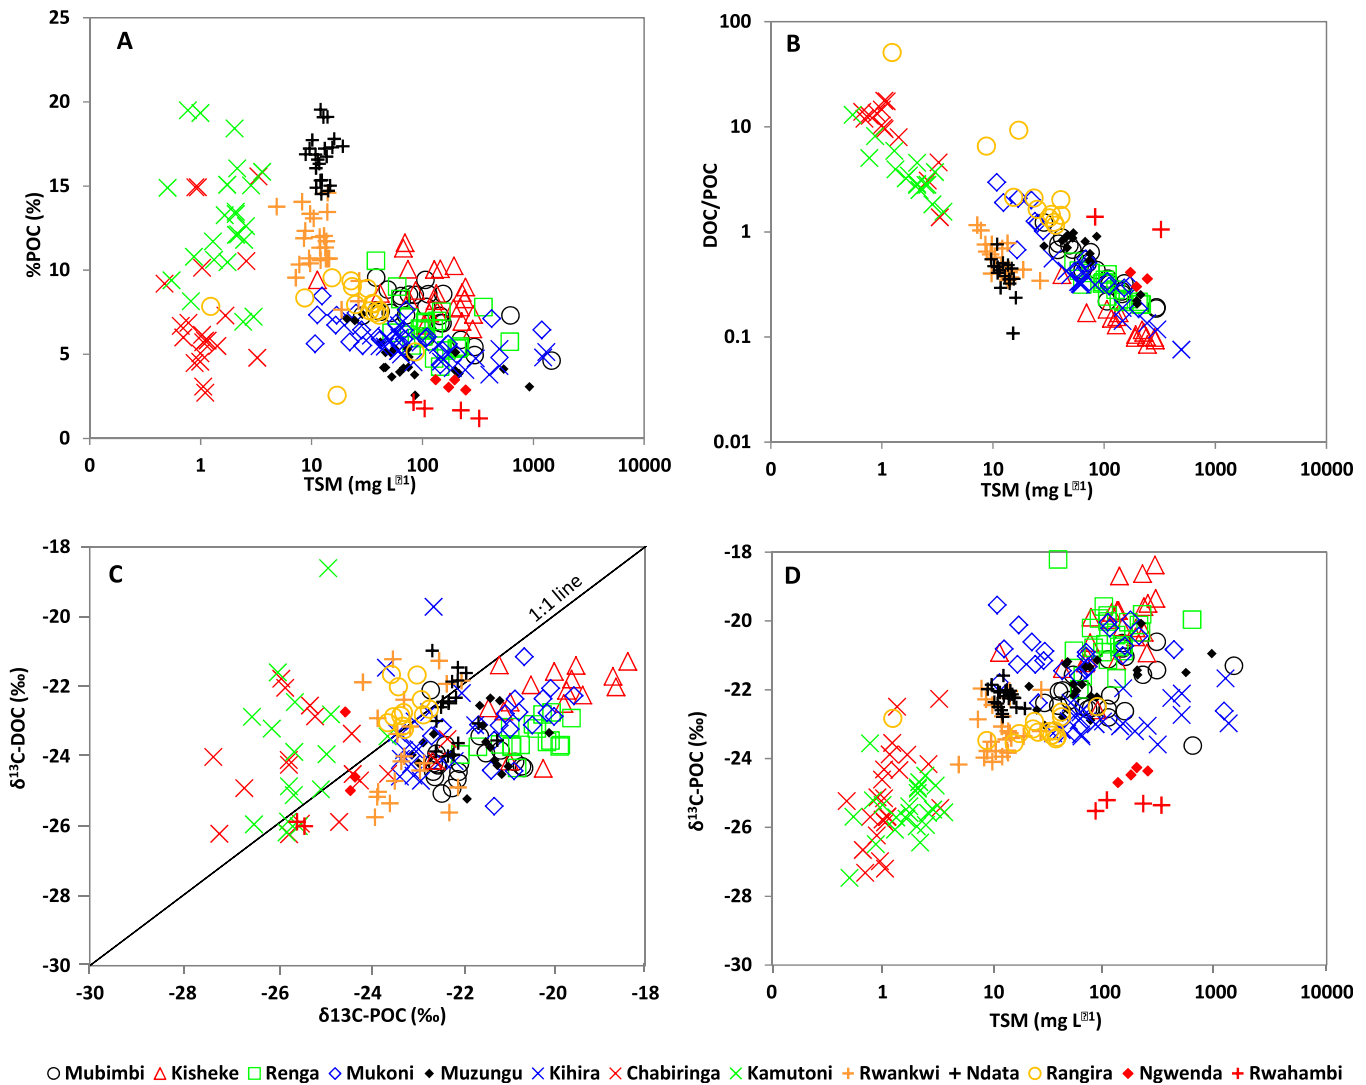 A
25
20
15
10
5
0
%POC (%)
0 1 10 100 1000 10000
TSM (mg L⍰1)
B
100
10
1
0.1
0.01
DOC/POC
0 1 10 100 1000 10000
TSM (mg L⍰1)
C
-18
-20
-22
-24
-26
-28
-30
δ13C-DOC (‰)
1:1 line
-30 -28 -26 -24 -22 -20 -18
δ13C-POC (‰)
D
-18
-20
-22
-24
-26
-28
-30
δ13C-POC (‰)
0 1 10 100 1000 10000
TSM (mg L⍰1)
Mubimbi Kisheke Renga Mukoni Muzungu Kihira Chabiringa Kamutoni Rwankwi Ndata Rangira Ngwenda Rwahambi